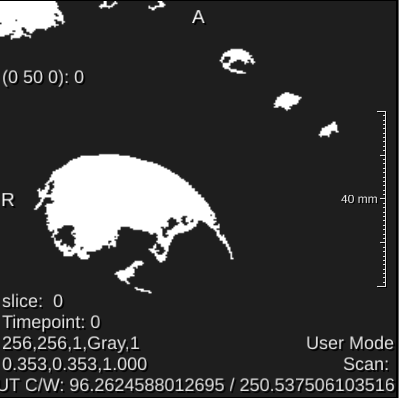 A
(0 50 0): 0
R
40 mm
slice: 0
Timepoint: 0
256,256,1,Gray,1
User Mode
0.353,0.353,1.000
Scan:
UT C/W: 96.2624588012695 / 250.537506103516